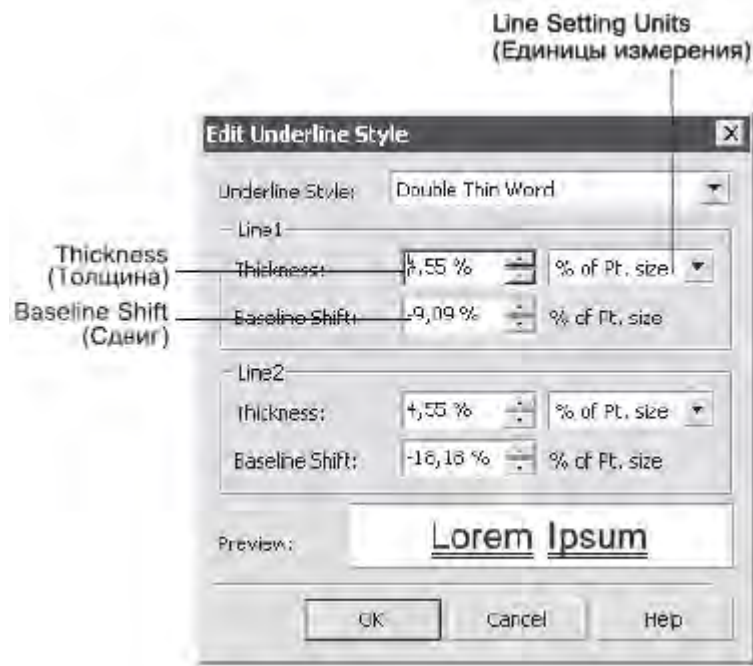 Line Setting Units
(Единицы измерения)
Edit Underline Style
Underline Style: Double Thin Word
Line1
Thickness
(Толщина)
Thickness: 4,55 % % of Pt. size
Baseline Shift
(Сдвиг)
Baseline Shift: -9,09 % % of Pt. size
Line2
Thickness: 4,55 % % of Pt. size
Baseline Shift: -18,18 % % of Pt. size
Preview: Lorem Ipsum
OK Cancel Help